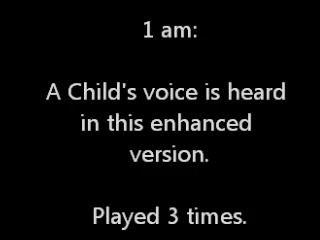 1 am:
A Child's voice is heard
in this enhanced
version.
Played 3 times.